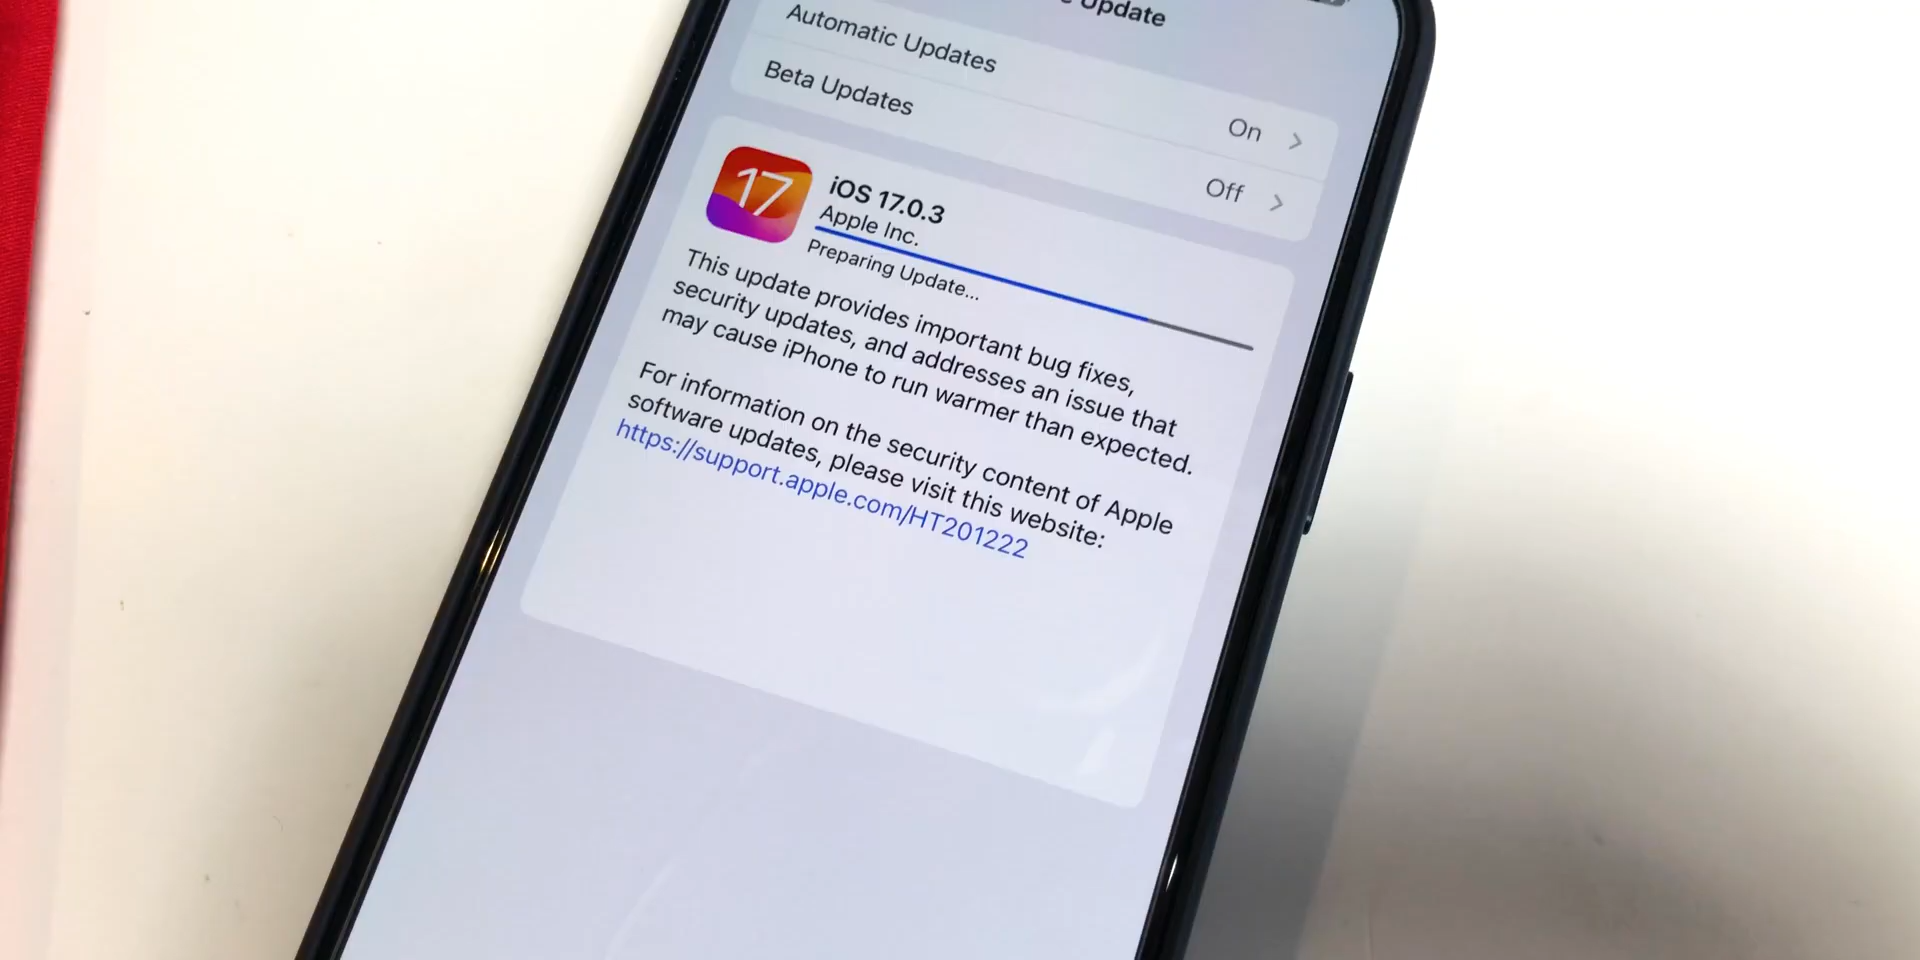 Update
Automatic Updates
On
Beta Updates
Off
17
iOS 17.0.3
Apple Inc.
Preparing Update...
This update provides important bug fixes,
security updates, and addresses an issue that
may cause iPhone to run warmer than expected.
For information on the security content of Apple
software updates, please visit this website:
https://support.apple.com/HT201222